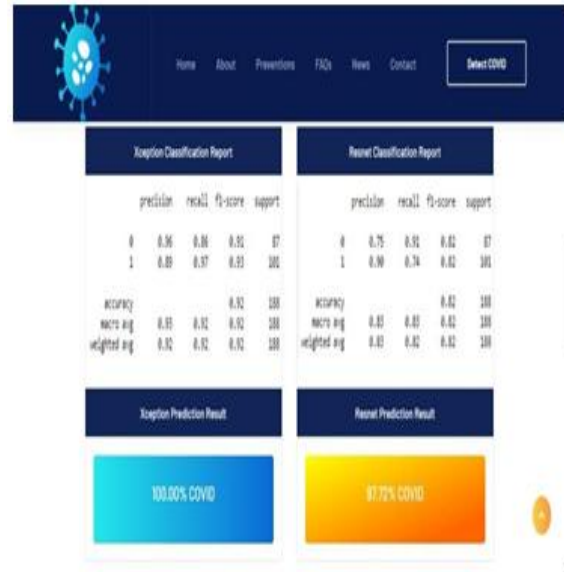 Home About Preventions FAQs News Contact Detect COVID
Xception Classification Report
precision recall f1-score support
0 0.96 0.86 0.91 87
1 0.89 0.97 0.93 101
accuracy 0.92 188
macro avg 0.93 0.92 0.92 188
weighted avg 0.92 0.92 0.92 188
Xception Prediction Result
100.00% COVID
Resnet Classification Report
precision recall f1-score support
0 0.75 0.91 0.82 87
1 0.90 0.74 0.82 101
accuracy 0.82 188
macro avg 0.83 0.83 0.82 188
weighted avg 0.83 0.82 0.82 188
Resnet Prediction Result
97.72% COVID